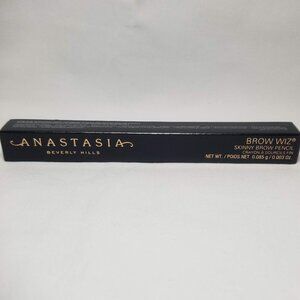 ANASTASIA
BEVERLY HILLS
BROW WIZ®
SKINNY BROW PENCIL
CRAYON À SOURCILS FIN
NET WT. / POIDS NET 0.085 g / 0.003 oz.